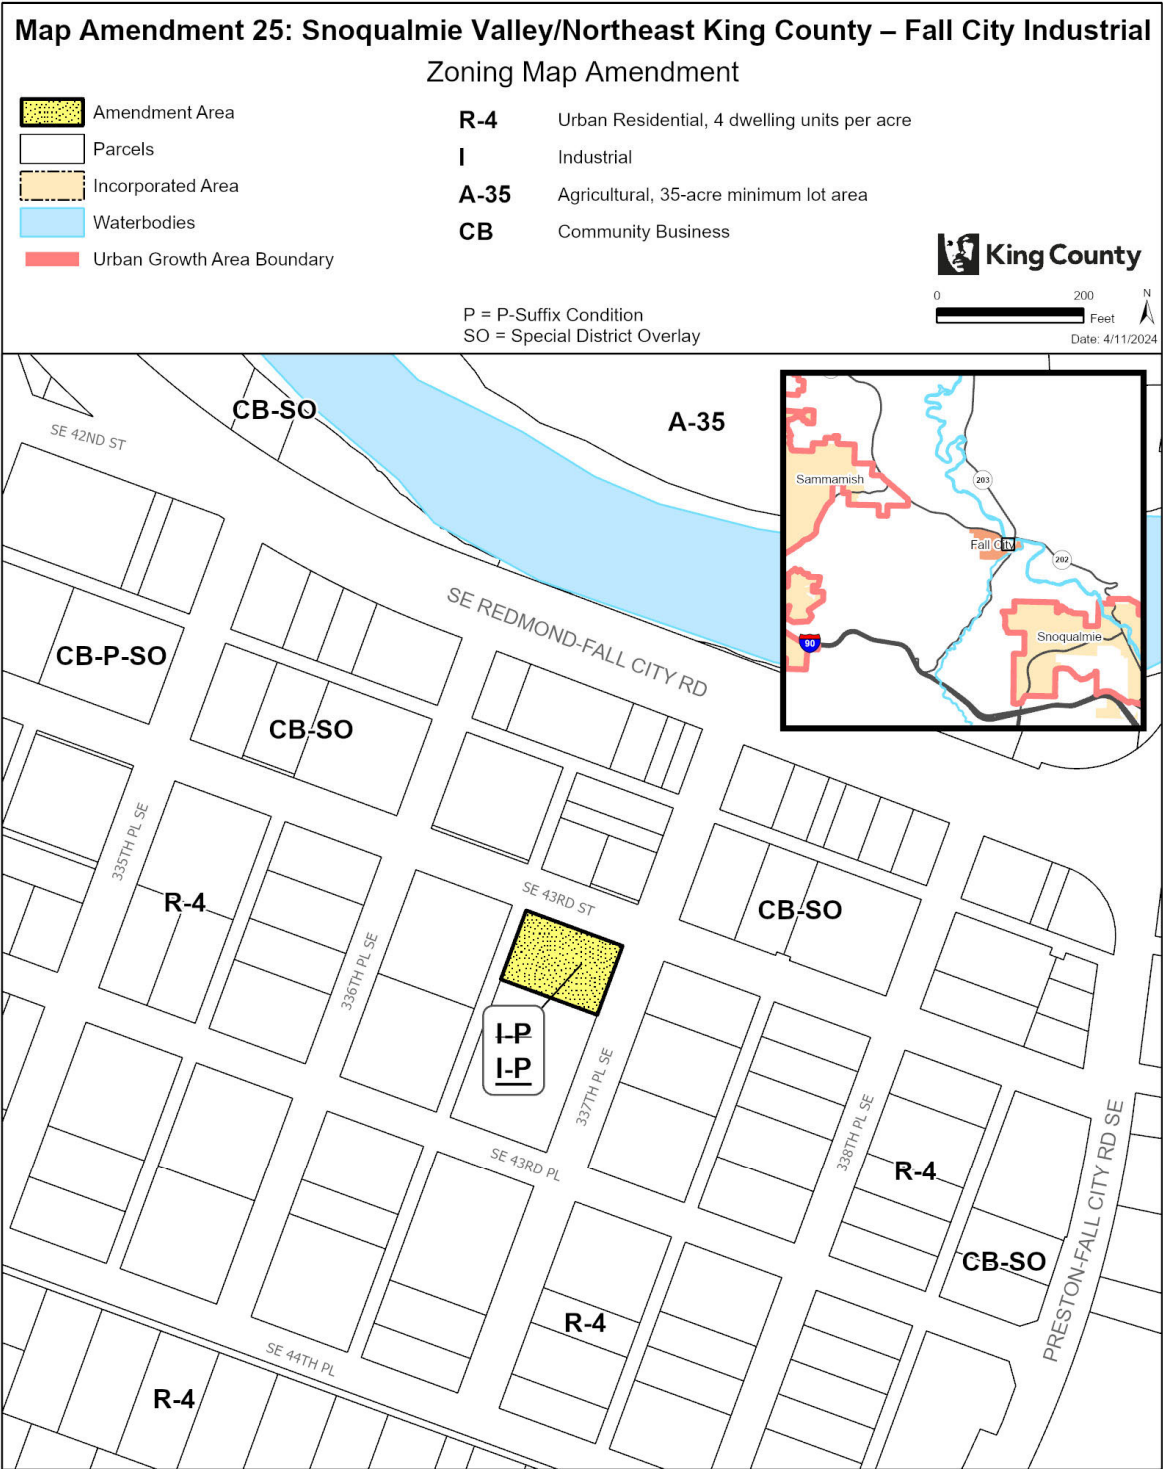 Map Amendment 25: Snoqualmie Valley/Northeast King County – Fall City Industrial
Zoning Map Amendment
Amendment Area
Parcels
Incorporated Area
Waterbodies
Urban Growth Area Boundary
R-4 Urban Residential, 4 dwelling units per acre
I Industrial
A-35 Agricultural, 35-acre minimum lot area
CB Community Business
P = P-Suffix Condition
SO = Special District Overlay
King County
0 200
Feet
N
Date: 4/11/2024
CB-SO
A-35
SE 42ND ST
Sammamish
203
Fall City
202
Snoqualmie
90
SE REDMOND-FALL CITY RD
CB-P-SO
CB-SO
335TH PL SE
R-4
SE 43RD ST
CB-SO
336TH PL SE
I-P
I-P
337TH PL SE
338TH PL SE
SE 43RD PL
R-4
PRESTON-FALL CITY RD SE
CB-SO
R-4
SE 44TH PL
R-4